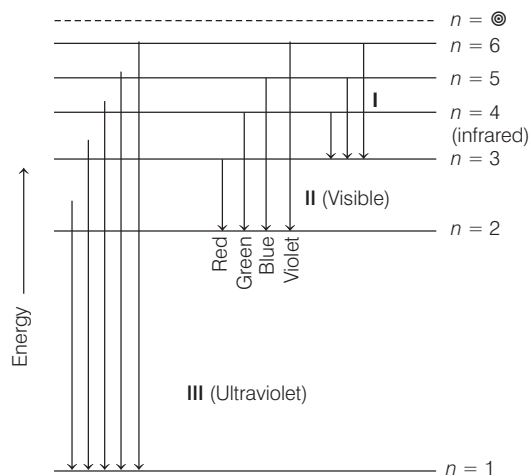 n = ⊚
n = 6
n = 5
I
n = 4
(infrared)
n = 3
II (Visible)
n = 2
Red
Green
Blue
Violet
Energy
III (Ultraviolet)
n = 1